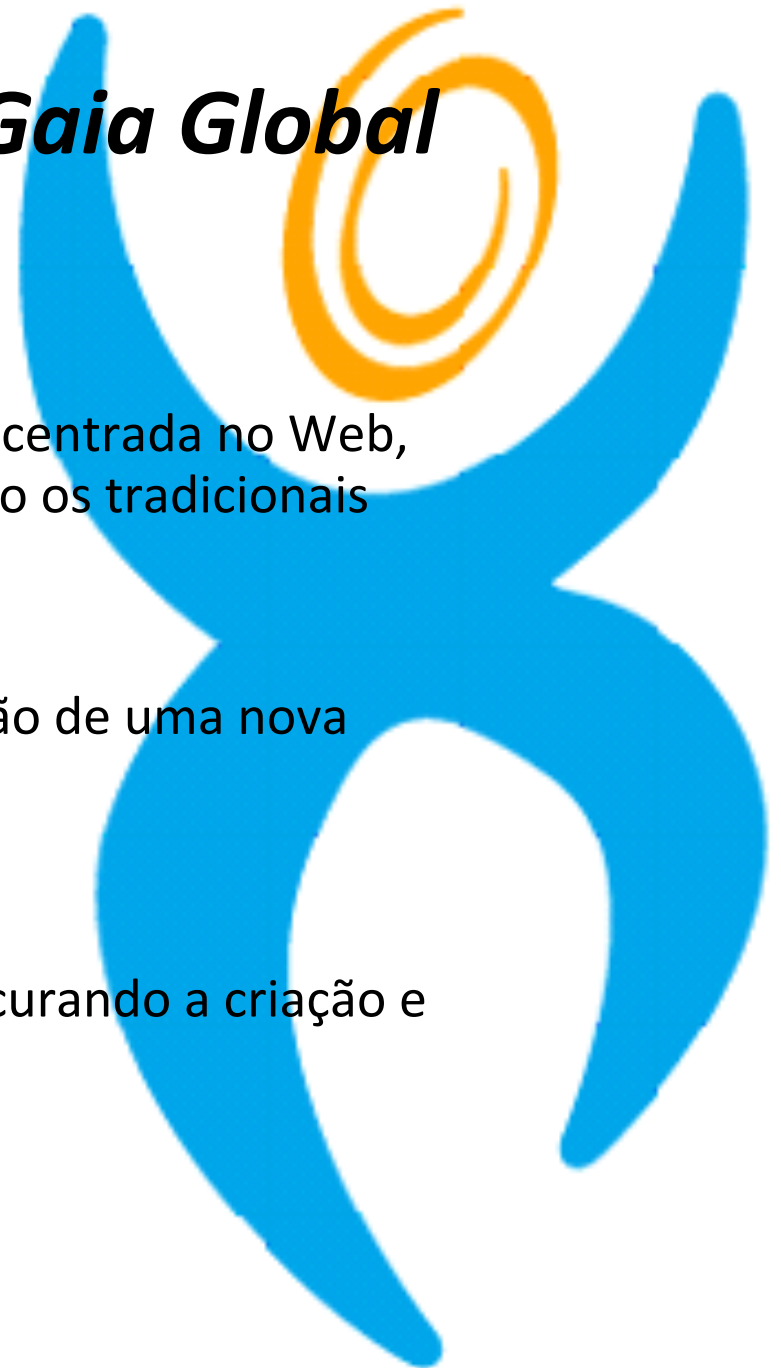 Gaia Global
centrada no Web,
o os tradicionais
ão de uma nova
curando a criação e